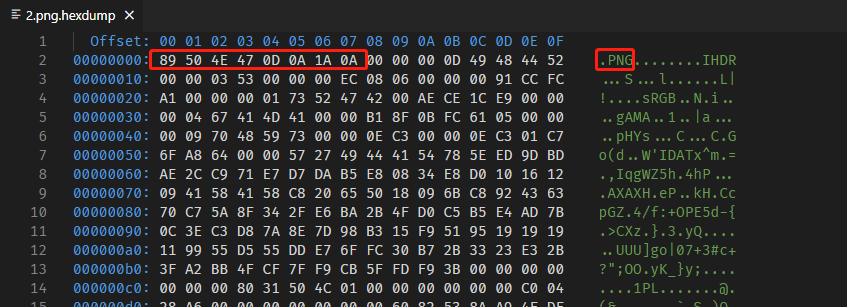 2.png.hexdump ×
1 Offset: 00 01 02 03 04 05 06 07 08 09 0A 0B 0C 0D 0E 0F
2 00000000: 89 50 4E 47 0D 0A 1A 0A 00 00 00 0D 49 48 44 52 .PNG........IHDR
3 00000010: 00 00 03 53 00 00 00 EC 08 06 00 00 00 91 CC FC ...S...l......L|
4 00000020: A1 00 00 00 01 73 52 47 42 00 AE CE 1C E9 00 00 !....sRGB..N.i..
5 00000030: 00 04 67 41 4D 41 00 00 B1 8F 0B FC 61 05 00 00 ..gAMA..1..|a...
6 00000040: 00 09 70 48 59 73 00 00 0E C3 00 00 0E C3 01 C7 ..pHYs...C...C.G
7 00000050: 6F A8 64 00 00 57 27 49 44 41 54 78 5E ED 9D BD o(d..W'IDATx^m.=
8 00000060: AE 2C C9 71 E7 D7 DA B5 E8 08 34 E8 D0 10 16 12 .,IqgWZ5h.4hP...
9 00000070: 09 41 58 41 58 C8 20 65 50 18 09 6B C8 92 43 63 .AXAXH.eP..kH.Cc
10 00000080: 70 C7 5A 8F 34 2F E6 BA 2B 4F D0 C5 B5 E4 AD 7B pGZ.4/f:+OPE5d-{
11 00000090: 0C 3E C3 D8 7A 8E 7D 98 B3 15 F9 51 95 19 19 19 .>CXz.}.3.yQ....
12 000000a0: 11 99 55 D5 55 DD E7 6F FC 30 B7 2B 33 23 E3 2B ..UUU]go|07+3#c+
13 000000b0: 3F A2 BB 4F CF 7F F9 CB 5F FD F9 3B 00 00 00 00 ?";OO.yK_}y;....
14 000000c0: 00 00 00 80 31 50 4C 01 00 00 00 00 00 00 C0 04 ....1PL.......@.